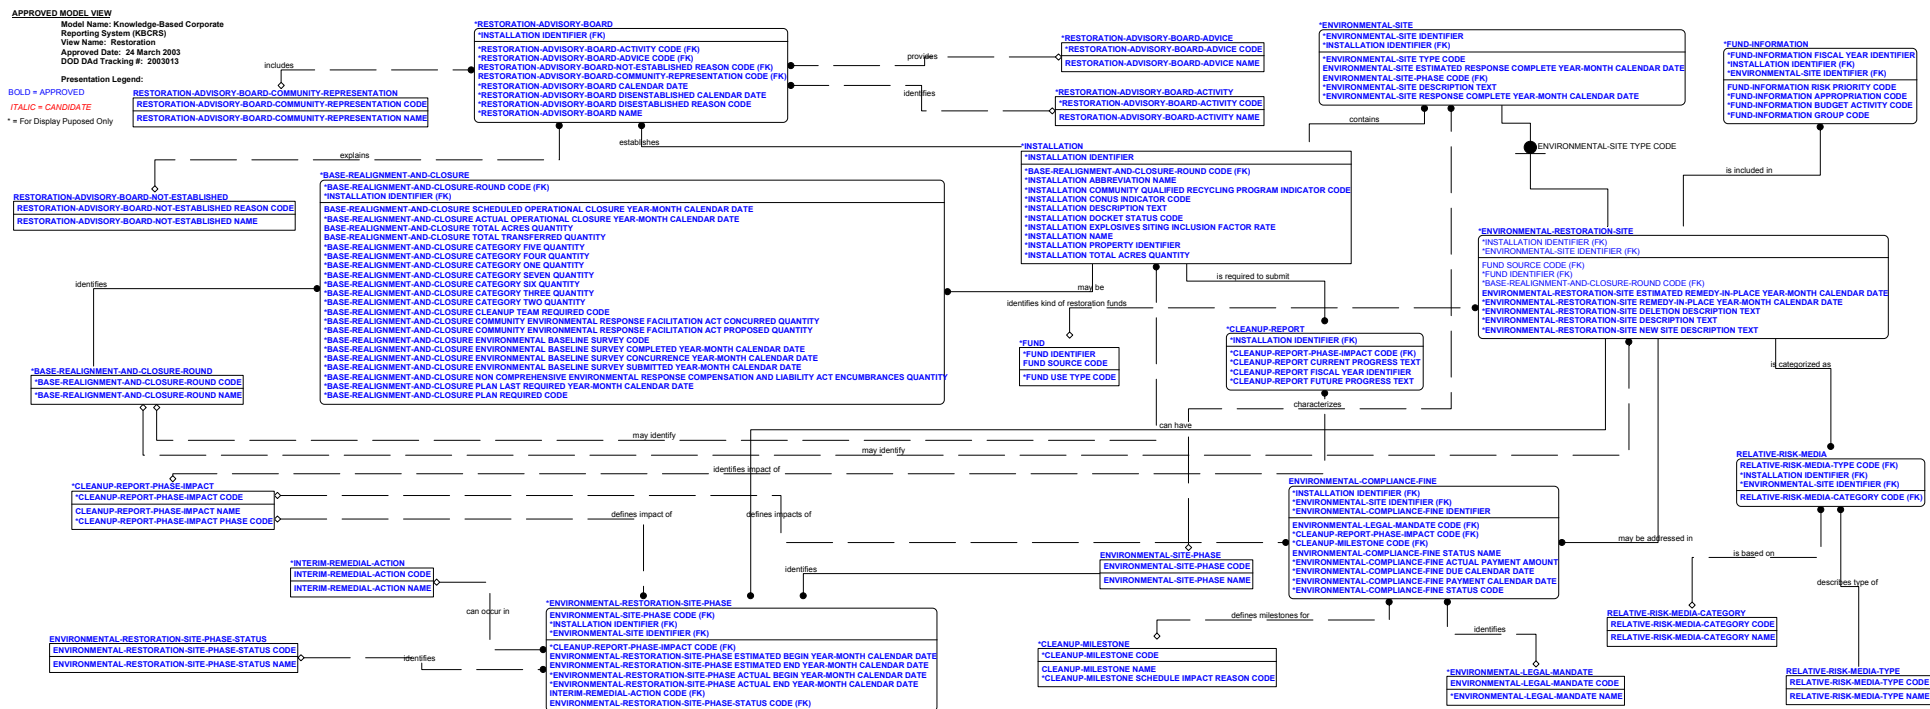 APPROVED MODEL VIEW
Model Name: Knowledge-Based Corporate
Reporting System (KBCRS)
View Name: Restoration
Approved Date: 24 March 2003
DOD DAd Tracking #: 2003013
Presentation Legend:
BOLD = APPROVED
ITALIC = CANDIDATE
* = For Display Puposed Only
includes
RESTORATION-ADVISORY-BOARD-COMMUNITY-REPRESENTATION
RESTORATION-ADVISORY-BOARD-COMMUNITY-REPRESENTATION CODE
RESTORATION-ADVISORY-BOARD-COMMUNITY-REPRESENTATION NAME
*RESTORATION-ADVISORY-BOARD
*INSTALLATION IDENTIFIER (FK)
*RESTORATION-ADVISORY-BOARD-ACTIVITY CODE (FK)
*RESTORATION-ADVISORY-BOARD-ADVICE CODE (FK)
RESTORATION-ADVISORY-BOARD-NOT-ESTABLISHED REASON CODE (FK)
RESTORATION-ADVISORY-BOARD-COMMUNITY-REPRESENTATION CODE (FK)
*RESTORATION-ADVISORY-BOARD CALENDAR DATE
*RESTORATION-ADVISORY-BOARD DISENSTABLISHED CALENDAR DATE
*RESTORATION-ADVISORY-BOARD DISESTABLISHED REASON CODE
*RESTORATION-ADVISORY-BOARD NAME
provides
identifies
*RESTORATION-ADVISORY-BOARD-ADVICE
*RESTORATION-ADVISORY-BOARD-ADVICE CODE
RESTORATION-ADVISORY-BOARD-ADVICE NAME
*RESTORATION-ADVISORY-BOARD-ACTIVITY
*RESTORATION-ADVISORY-BOARD-ACTIVITY CODE
RESTORATION-ADVISORY-BOARD-ACTIVITY NAME
*ENVIRONMENTAL-SITE
*ENVIRONMENTAL-SITE IDENTIFIER
*INSTALLATION IDENTIFIER (FK)
*ENVIRONMENTAL-SITE TYPE CODE
ENVIRONMENTAL-SITE ESTIMATED RESPONSE COMPLETE YEAR-MONTH CALENDAR DATE
ENVIRONMENTAL-SITE-PHASE CODE (FK)
*ENVIRONMENTAL-SITE DESCRIPTION TEXT
*ENVIRONMENTAL-SITE RESPONSE COMPLETE YEAR-MONTH CALENDAR DATE
*FUND-INFORMATION
*FUND-INFORMATION FISCAL YEAR IDENTIFIER
*INSTALLATION IDENTIFIER (FK)
*ENVIRONMENTAL-SITE IDENTIFIER (FK)
FUND-INFORMATION RISK PRIORITY CODE
*FUND-INFORMATION APPROPRIATION CODE
*FUND-INFORMATION BUDGET ACTIVITY CODE
*FUND-INFORMATION GROUP CODE
explains
establishes
contains
ENVIRONMENTAL-SITE TYPE CODE
is included in
RESTORATION-ADVISORY-BOARD-NOT-ESTABLISHED
RESTORATION-ADVISORY-BOARD-NOT-ESTABLISHED REASON CODE
RESTORATION-ADVISORY-BOARD-NOT-ESTABLISHED NAME
*BASE-REALIGNMENT-AND-CLOSURE
*BASE-REALIGNMENT-AND-CLOSURE-ROUND CODE (FK)
*INSTALLATION IDENTIFIER (FK)
BASE-REALIGNMENT-AND-CLOSURE SCHEDULED OPERATIONAL CLOSURE YEAR-MONTH CALENDAR DATE
*BASE-REALIGNMENT-AND-CLOSURE ACTUAL OPERATIONAL CLOSURE YEAR-MONTH CALENDAR DATE
BASE-REALIGNMENT-AND-CLOSURE TOTAL ACRES QUANTITY
BASE-REALIGNMENT-AND-CLOSURE TOTAL TRANSFERRED QUANTITY
*BASE-REALIGNMENT-AND-CLOSURE CATEGORY FIVE QUANTITY
*BASE-REALIGNMENT-AND-CLOSURE CATEGORY FOUR QUANTITY
*BASE-REALIGNMENT-AND-CLOSURE CATEGORY ONE QUANTITY
*BASE-REALIGNMENT-AND-CLOSURE CATEGORY SEVEN QUANTITY
*BASE-REALIGNMENT-AND-CLOSURE CATEGORY SIX QUANTITY
*BASE-REALIGNMENT-AND-CLOSURE CATEGORY THREE QUANTITY
*BASE-REALIGNMENT-AND-CLOSURE CATEGORY TWO QUANTITY
*BASE-REALIGNMENT-AND-CLOSURE CLEANUP TEAM REQUIRED CODE
*BASE-REALIGNMENT-AND-CLOSURE COMMUNITY ENVIRONMENTAL RESPONSE FACILITATION ACT CONCURRED QUANTITY
*BASE-REALIGNMENT-AND-CLOSURE COMMUNITY ENVIRONMENTAL RESPONSE FACILITATION ACT PROPOSED QUANTITY
*BASE-REALIGNMENT-AND-CLOSURE ENVIRONMENTAL BASELINE SURVEY CODE
*BASE-REALIGNMENT-AND-CLOSURE ENVIRONMENTAL BASELINE SURVEY COMPLETED YEAR-MONTH CALENDAR DATE
*BASE-REALIGNMENT-AND-CLOSURE ENVIRONMENTAL BASELINE SURVEY CONCURRENCE YEAR-MONTH CALENDAR DATE
*BASE-REALIGNMENT-AND-CLOSURE ENVIRONMENTAL BASELINE SURVEY SUBMITTED YEAR-MONTH CALENDAR DATE
*BASE-REALIGNMENT-AND-CLOSURE NON COMPREHENSIVE ENVIRONMENTAL RESPONSE COMPENSATION AND LIABILITY ACT ENCUMBRANCES QUANTITY
*BASE-REALIGNMENT-AND-CLOSURE PLAN LAST REQUIRED YEAR-MONTH CALENDAR DATE
*BASE-REALIGNMENT-AND-CLOSURE PLAN REQUIRED CODE
*INSTALLATION
*INSTALLATION IDENTIFIER
*BASE-REALIGNMENT-AND-CLOSURE-ROUND CODE (FK)
*INSTALLATION ABBREVIATION NAME
*INSTALLATION COMMUNITY QUALIFIED RECYCLING PROGRAM INDICATOR CODE
*INSTALLATION CONUS INDICATOR CODE
*INSTALLATION DESCRIPTION TEXT
*INSTALLATION DOCKET STATUS CODE
*INSTALLATION EXPLOSIVES SITING INCLUSION FACTOR RATE
*INSTALLATION NAME
*INSTALLATION PROPERTY IDENTIFIER
*INSTALLATION TOTAL ACRES QUANTITY
*ENVIRONMENTAL-RESTORATION-SITE
*INSTALLATION IDENTIFIER (FK)
*ENVIRONMENTAL-SITE IDENTIFIER (FK)
FUND SOURCE CODE (FK)
*FUND IDENTIFIER (FK)
*BASE-REALIGNMENT-AND-CLOSURE-ROUND CODE (FK)
ENVIRONMENTAL-RESTORATION-SITE ESTIMATED REMEDY-IN-PLACE YEAR-MONTH CALENDAR DATE
*ENVIRONMENTAL-RESTORATION-SITE REMEDY-IN-PLACE YEAR-MONTH CALENDAR DATE
*ENVIRONMENTAL-RESTORATION-SITE DELETION DESCRIPTION TEXT
*ENVIRONMENTAL-RESTORATION-SITE DESCRIPTION TEXT
*ENVIRONMENTAL-RESTORATION-SITE NEW SITE DESCRIPTION TEXT
identifies
may be
is required to submit
identifies kind of restoration funds
*FUND
*FUND IDENTIFIER
FUND SOURCE CODE
*FUND USE TYPE CODE
*CLEANUP-REPORT
*INSTALLATION IDENTIFIER (FK)
*CLEANUP-REPORT-PHASE-IMPACT CODE (FK)
*CLEANUP-REPORT CURRENT PROGRESS TEXT
*CLEANUP-REPORT FISCAL YEAR IDENTIFIER
*CLEANUP-REPORT FUTURE PROGRESS TEXT
is categorized as
*BASE-REALIGNMENT-AND-CLOSURE-ROUND
*BASE-REALIGNMENT-AND-CLOSURE-ROUND CODE
*BASE-REALIGNMENT-AND-CLOSURE-ROUND NAME
characterizes
can have
may identify
may identify
identifies impact of
*CLEANUP-REPORT-PHASE-IMPACT
*CLEANUP-REPORT-PHASE-IMPACT CODE
CLEANUP-REPORT-PHASE-IMPACT NAME
*CLEANUP-REPORT-PHASE-IMPACT PHASE CODE
defines impact of
defines impacts of
ENVIRONMENTAL-COMPLIANCE-FINE
*INSTALLATION IDENTIFIER (FK)
*ENVIRONMENTAL-SITE IDENTIFIER (FK)
*ENVIRONMENTAL-COMPLIANCE-FINE IDENTIFIER
ENVIRONMENTAL-LEGAL-MANDATE CODE (FK)
*CLEANUP-REPORT-PHASE-IMPACT CODE (FK)
*CLEANUP-MILESTONE CODE (FK)
ENVIRONMENTAL-COMPLIANCE-FINE STATUS NAME
*ENVIRONMENTAL-COMPLIANCE-FINE ACTUAL PAYMENT AMOUNT
*ENVIRONMENTAL-COMPLIANCE-FINE DUE CALENDAR DATE
*ENVIRONMENTAL-COMPLIANCE-FINE PAYMENT CALENDAR DATE
*ENVIRONMENTAL-COMPLIANCE-FINE STATUS CODE
RELATIVE-RISK-MEDIA
RELATIVE-RISK-MEDIA-TYPE CODE (FK)
*INSTALLATION IDENTIFIER (FK)
*ENVIRONMENTAL-SITE IDENTIFIER (FK)
RELATIVE-RISK-MEDIA-CATEGORY CODE (FK)
may be addressed in
is based on
describes type of
*INTERIM-REMEDIAL-ACTION
INTERIM-REMEDIAL-ACTION CODE
INTERIM-REMEDIAL-ACTION NAME
can occur in
identifies
ENVIRONMENTAL-SITE-PHASE
ENVIRONMENTAL-SITE-PHASE CODE
ENVIRONMENTAL-SITE-PHASE NAME
*ENVIRONMENTAL-RESTORATION-SITE-PHASE
ENVIRONMENTAL-SITE-PHASE CODE (FK)
*INSTALLATION IDENTIFIER (FK)
*ENVIRONMENTAL-SITE IDENTIFIER (FK)
*CLEANUP-REPORT-PHASE-IMPACT CODE (FK)
ENVIRONMENTAL-RESTORATION-SITE-PHASE ESTIMATED BEGIN YEAR-MONTH CALENDAR DATE
ENVIRONMENTAL-RESTORATION-SITE-PHASE ESTIMATED END YEAR-MONTH CALENDAR DATE
*ENVIRONMENTAL-RESTORATION-SITE-PHASE ACTUAL BEGIN YEAR-MONTH CALENDAR DATE
*ENVIRONMENTAL-RESTORATION-SITE-PHASE ACTUAL END YEAR-MONTH CALENDAR DATE
INTERIM-REMEDIAL-ACTION CODE (FK)
ENVIRONMENTAL-RESTORATION-SITE-PHASE-STATUS CODE (FK)
ENVIRONMENTAL-RESTORATION-SITE-PHASE-STATUS
ENVIRONMENTAL-RESTORATION-SITE-PHASE-STATUS CODE
ENVIRONMENTAL-RESTORATION-SITE-PHASE-STATUS NAME
identifies
defines milestones for
identifies
*CLEANUP-MILESTONE
*CLEANUP-MILESTONE CODE
CLEANUP-MILESTONE NAME
*CLEANUP-MILESTONE SCHEDULE IMPACT REASON CODE
*ENVIRONMENTAL-LEGAL-MANDATE
ENVIRONMENTAL-LEGAL-MANDATE CODE
*ENVIRONMENTAL-LEGAL-MANDATE NAME
RELATIVE-RISK-MEDIA-CATEGORY
RELATIVE-RISK-MEDIA-CATEGORY CODE
RELATIVE-RISK-MEDIA-CATEGORY NAME
RELATIVE-RISK-MEDIA-TYPE
RELATIVE-RISK-MEDIA-TYPE CODE
RELATIVE-RISK-MEDIA-TYPE NAME